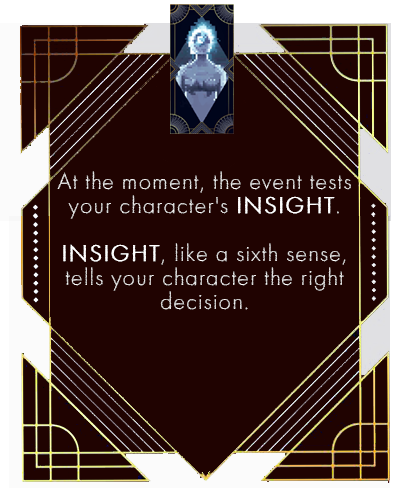 At the moment, the event tests
your character's INSIGHT.
INSIGHT, like a sixth sense,
tells your character the right
decision.